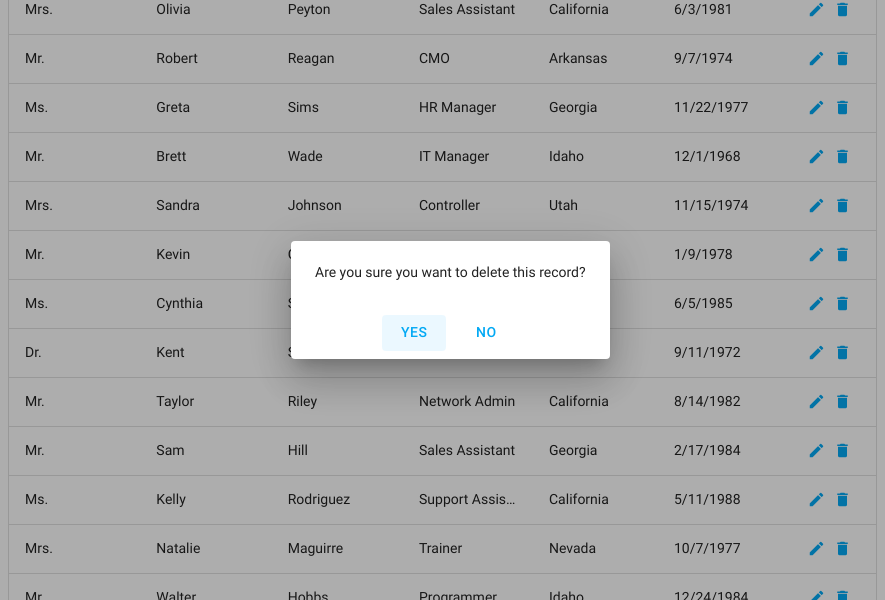 Mrs. Olivia Peyton Sales Assistant California 6/3/1981
Mr. Robert Reagan CMO Arkansas 9/7/1974
Ms. Greta Sims HR Manager Georgia 11/22/1977
Mr. Brett Wade IT Manager Idaho 12/1/1968
Mrs. Sandra Johnson Controller Utah 11/15/1974
Mr. Kevin 1/9/1978
Are you sure you want to delete this record?
Ms. Cynthia 6/5/1985
YES NO
Dr. Kent 9/11/1972
Mr. Taylor Riley Network Admin California 8/14/1982
Mr. Sam Hill Sales Assistant Georgia 2/17/1984
Ms. Kelly Rodriguez Support Assis... California 5/11/1988
Mrs. Natalie Maguirre Trainer Nevada 10/7/1977
Mr. Walter Hobbs Programmer Idaho 12/24/1984